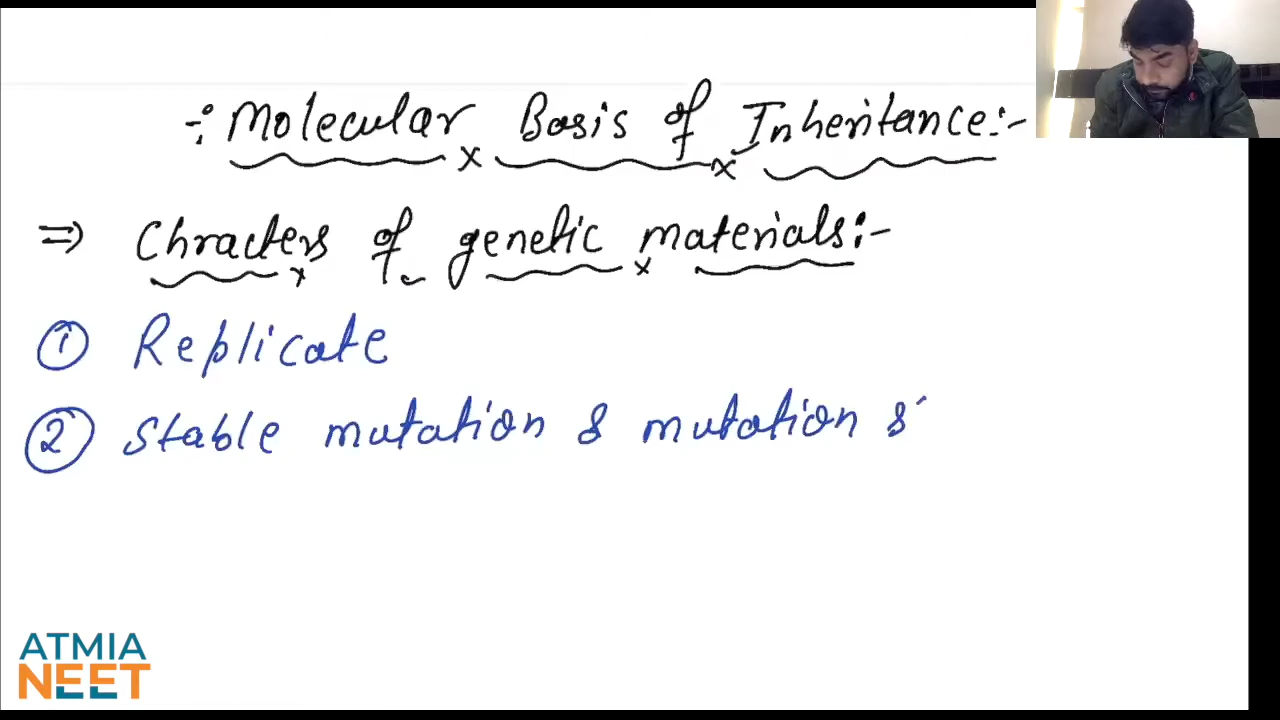 ÷ Molecular Basis of Inheritance:-
⇒ Chracters of genetic materials:-
① Replicate
② Stable mutation & mutation s
ATMIA
NEET